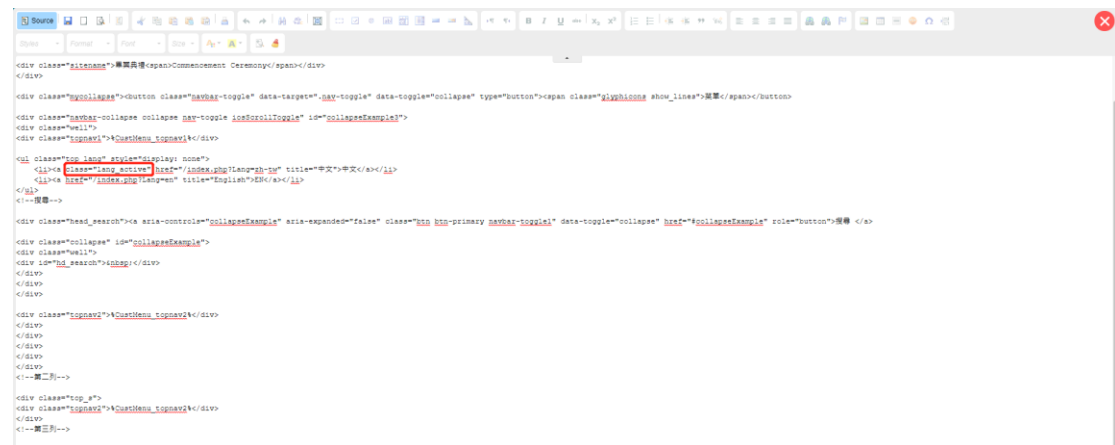 Source
Styles Format Font Size
<div class="sitename">畢業典禮<span>Commencement Ceremony</span></div>
</div>
<div class="mycollapse"><button class="navbar-toggle" data-target=".nav-toggle" data-toggle="collapse" type="button"><span class="glyphicons show_lines">菜單</span></button>
<div class="navbar-collapse collapse nav-toggle iosScrollToggle" id="collapseExample3">
<div class="well">
<div class="topnav1">%CustMenu_topnav1%</div>
<ul class="top_lang" style="display: none">
<li><a class="lang_active" href="/index.php?Lang=zh-tw" title="中文">中文</a></li>
<li><a href="/index.php?Lang=en" title="English">EN</a></li>
</ul>
<!--搜尋-->
<div class="head_search"><a aria-controls="collapseExample" aria-expanded="false" class="btn btn-primary navbar-toggle1" data-toggle="collapse" href="#collapseExample" role="button">搜尋 </a>
<div class="collapse" id="collapseExample">
<div class="well">
<div id="hd_search">&nbsp;</div>
</div>
</div>
</div>
<div class="topnav2">%CustMenu_topnav2%</div>
</div>
</div>
</div>
</div>
</div>
<!--第二列-->
<div class="top_s">
<div class="topnav2">%CustMenu_topnav2%</div>
</div>
<!--第三列-->